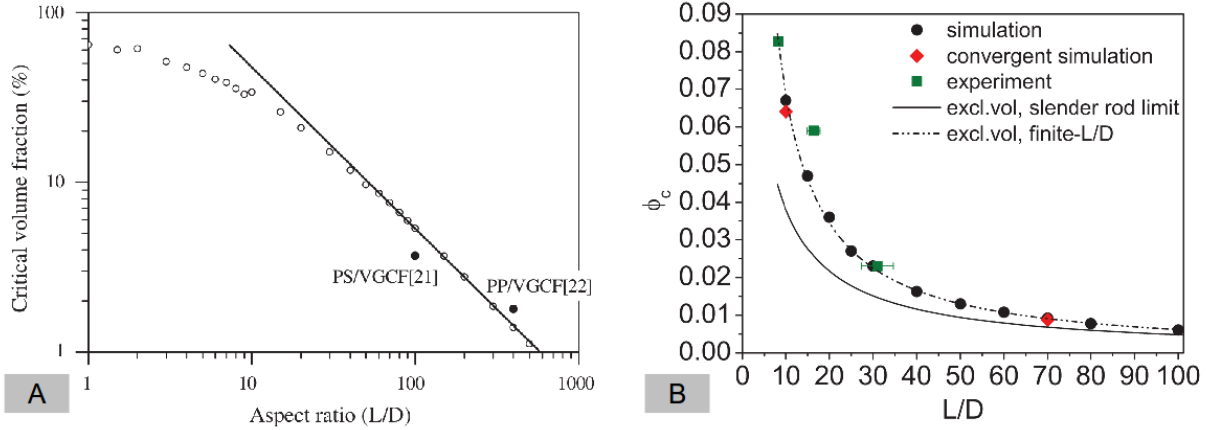 100
10
1
Critical volume fraction (%)
PS/VGCF[21]
PP/VGCF[22]
1
10
100
1000
Aspect ratio (L/D)
A
0.09
0.08
0.07
0.06
0.05
0.04
0.03
0.02
0.01
0.00
ϕc
simulation
convergent simulation
experiment
excl.vol, slender rod limit
excl.vol, finite-L/D
0 10 20 30 40 50 60 70 80 90 100
L/D
B